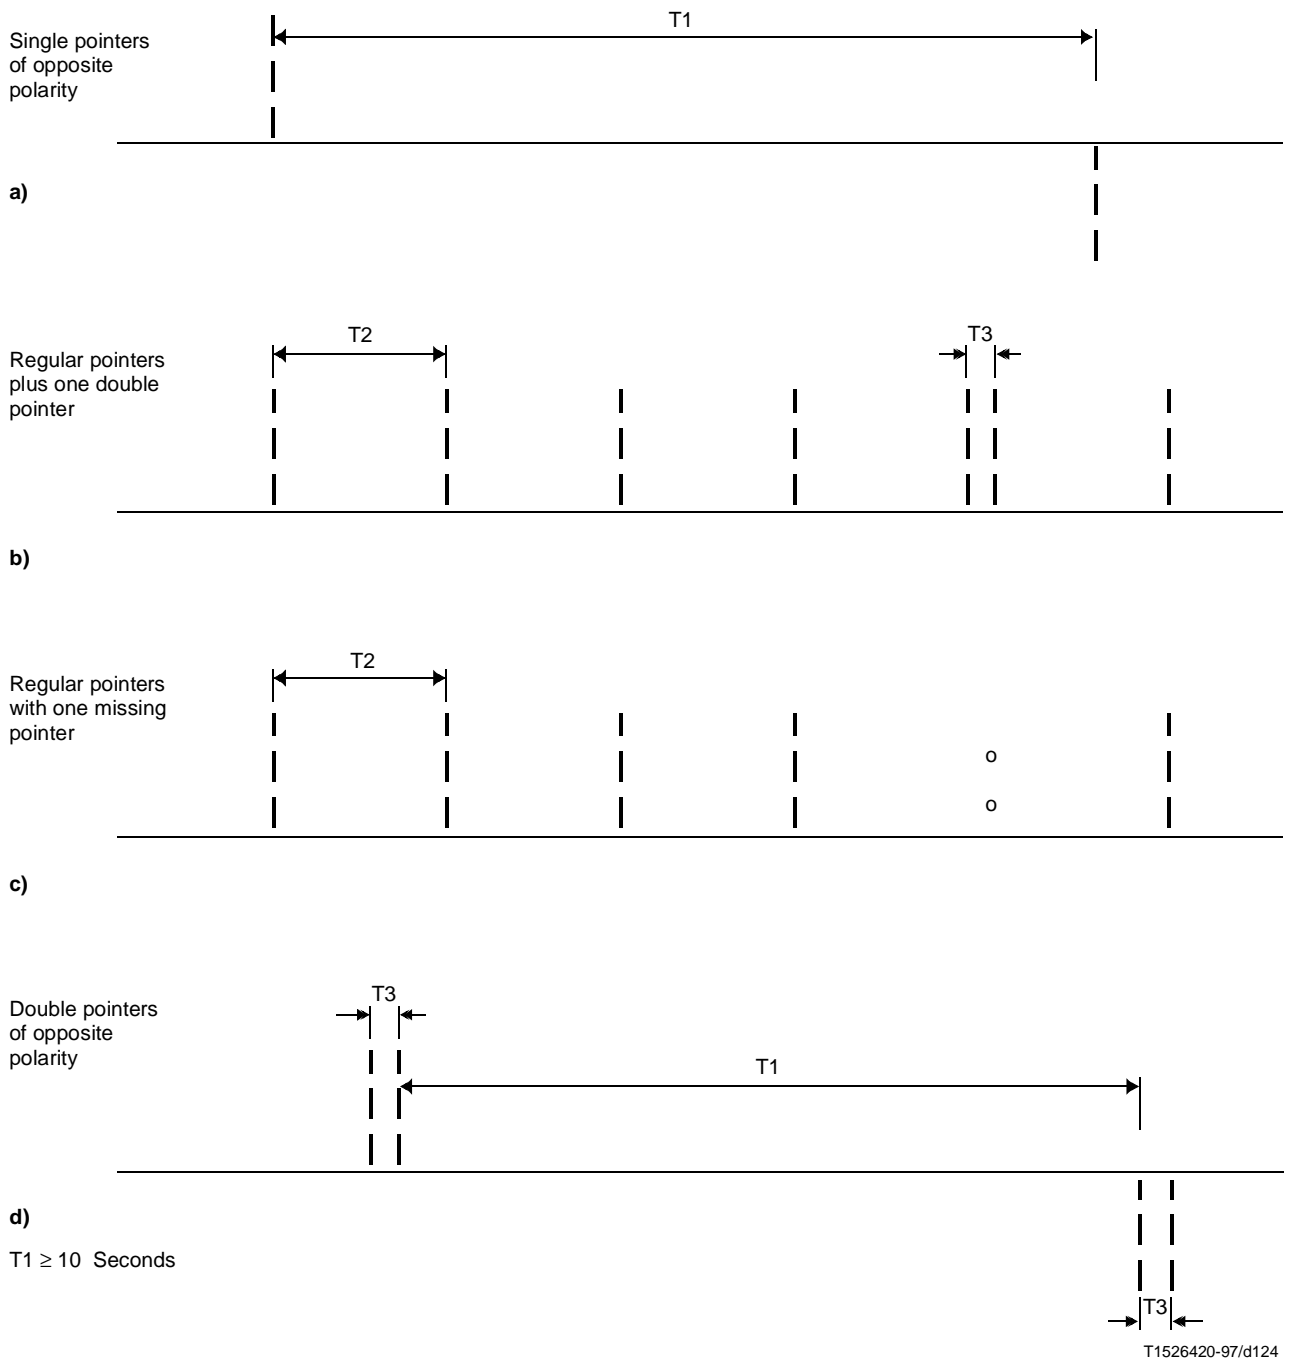 T1
Single pointers
of opposite
polarity
a)
T2
T3
Regular pointers
plus one double
pointer
b)
T2
Regular pointers
with one missing
pointer
o
o
c)
T3
Double pointers
of opposite
polarity
T1
d)
T1 ≥ 10 Seconds
T3
T1526420-97/d124